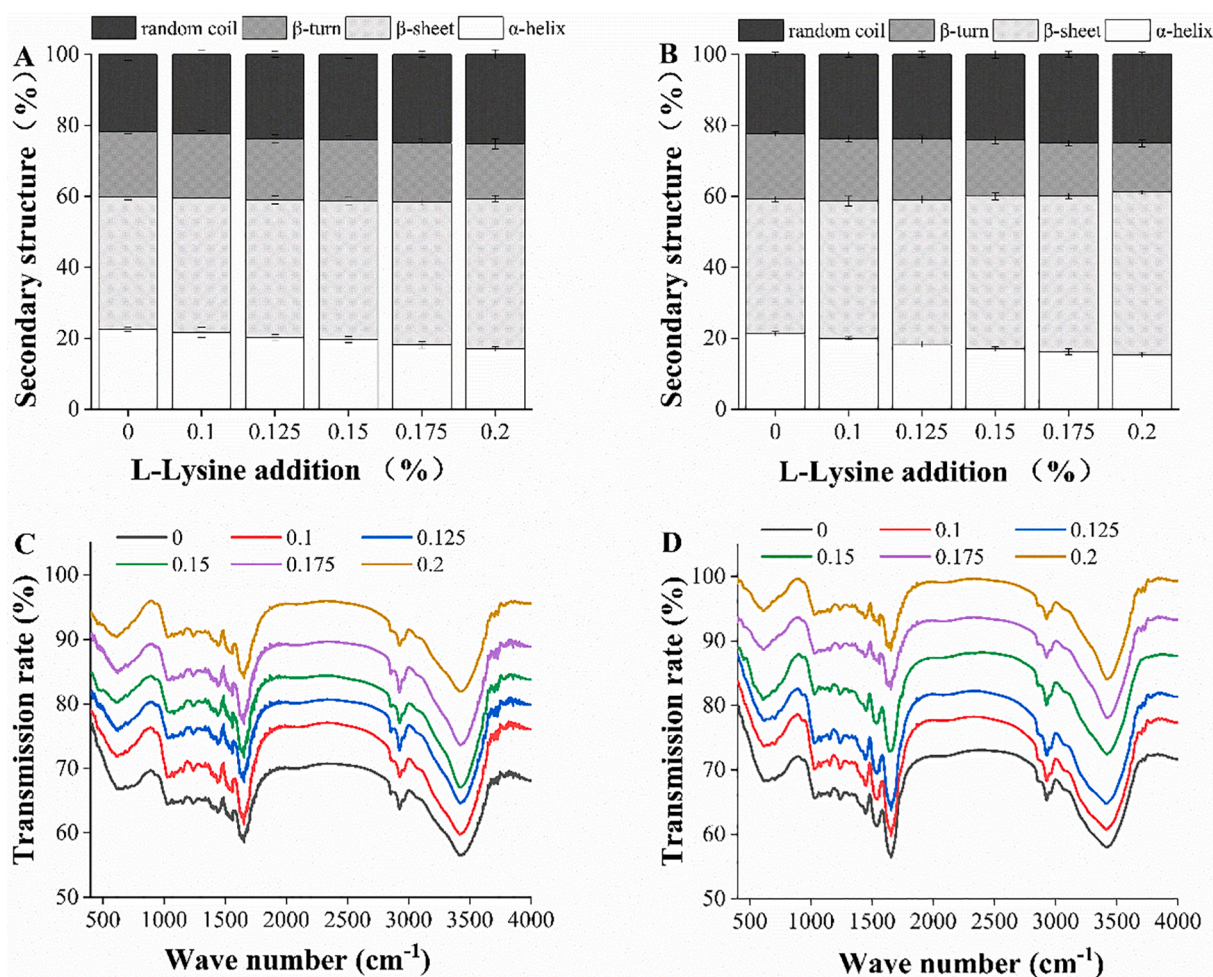 random coil β-turn β-sheet α-helix
A
100
80
60
40
20
0
Secondary structure（%）
0 0.1 0.125 0.15 0.175 0.2
L-Lysine addition （%）
random coil β-turn β-sheet α-helix
B
100
80
60
40
20
0
Secondary structure（%）
0 0.1 0.125 0.15 0.175 0.2
L-Lysine addition （%）
C
0 0.1 0.125
0.15 0.175 0.2
100
90
80
70
60
50
Transmission rate (%)
500 1000 1500 2000 2500 3000 3500 4000
Wave number (cm⁻¹)
D
0 0.1 0.125
0.15 0.175 0.2
100
90
80
70
60
50
Transmission rate (%)
500 1000 1500 2000 2500 3000 3500 4000
Wave number (cm⁻¹)